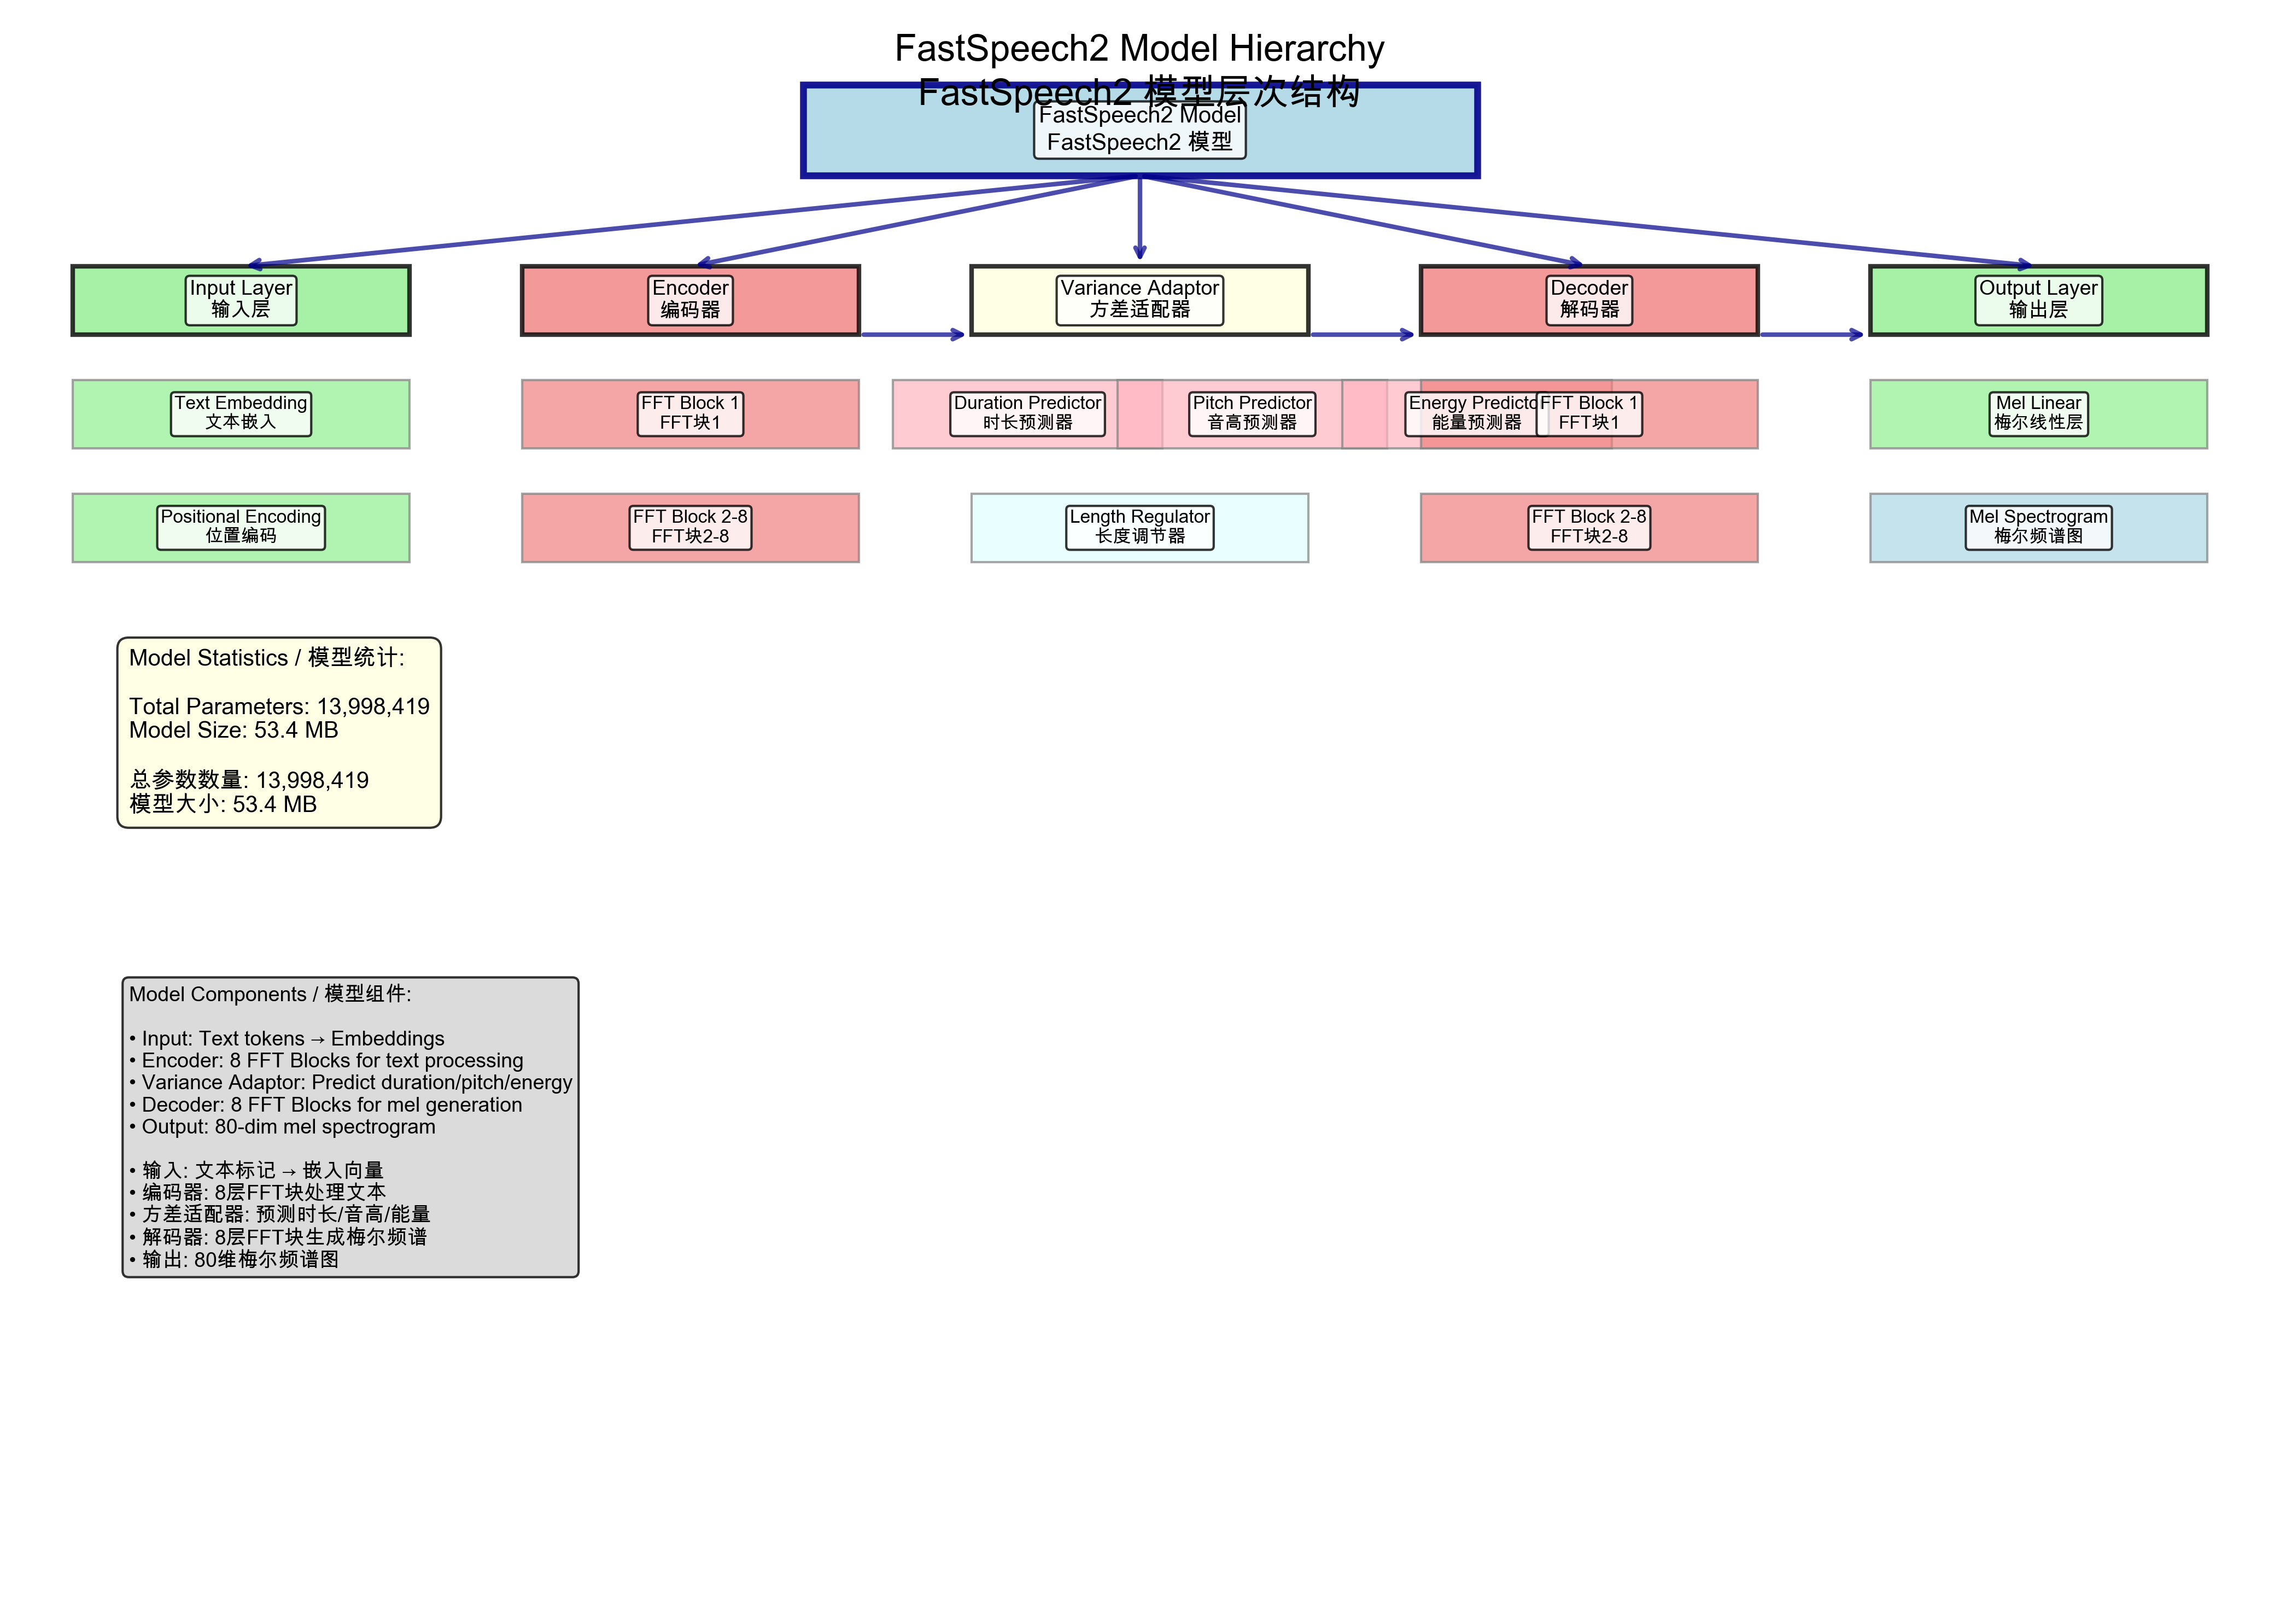 FastSpeech2 Model Hierarchy
FastSpeech2 模型层次结构
FastSpeech2 Model
FastSpeech2 模型
Input Layer
输入层
Encoder
编码器
Variance Adaptor
方差适配器
Decoder
解码器
Output Layer
输出层
Text Embedding
文本嵌入
FFT Block 1
FFT块1
Duration Predictor
时长预测器
Pitch Predictor
音高预测器
Energy Predictor
能量预测器
FFT Block 1
FFT块1
Mel Linear
梅尔线性层
Positional Encoding
位置编码
FFT Block 2-8
FFT块2-8
Length Regulator
长度调节器
FFT Block 2-8
FFT块2-8
Mel Spectrogram
梅尔频谱图
Model Statistics / 模型统计:
Total Parameters: 13,998,419
Model Size: 53.4 MB
总参数数量: 13,998,419
模型大小: 53.4 MB
Model Components / 模型组件:
• Input: Text tokens → Embeddings
• Encoder: 8 FFT Blocks for text processing
• Variance Adaptor: Predict duration/pitch/energy
• Decoder: 8 FFT Blocks for mel generation
• Output: 80-dim mel spectrogram
• 输入: 文本标记 → 嵌入向量
• 编码器: 8层FFT块处理文本
• 方差适配器: 预测时长/音高/能量
• 解码器: 8层FFT块生成梅尔频谱
• 输出: 80维梅尔频谱图